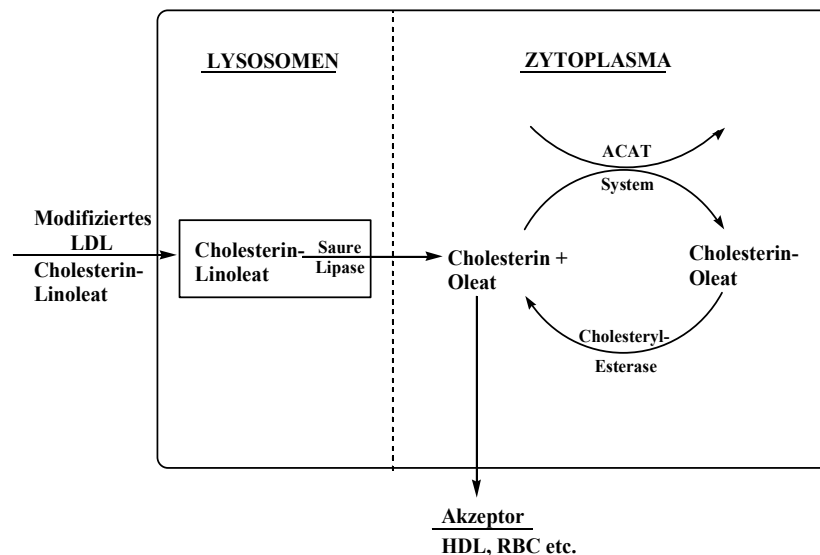 LYSOSOMEN
ZYTOPLASMA
ACAT
System
Modifiziertes
LDL
Cholesterin-
Linoleat
Cholesterin-
Linoleat
Saure
Lipase
Cholesterin +
Oleat
Cholesterin-
Oleat
Cholesteryl-
Esterase
Akzeptor
HDL, RBC etc.